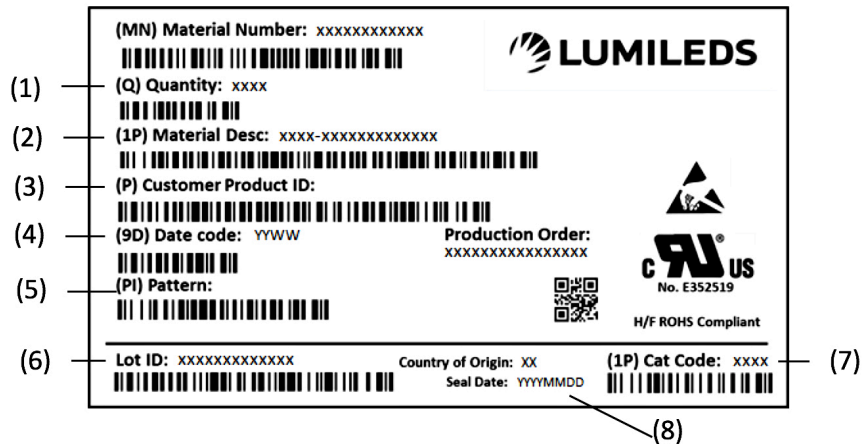 (MN) Material Number: xxxxxxxxxxxx
LUMILEDS
(1) (Q) Quantity: xxxx
(2) (1P) Material Desc: xxxx-xxxxxxxxxxxxx
(3) (P) Customer Product ID:
(4) (9D) Date code: YYWW
Production Order:
xxxxxxxxxxxxxxxx
c RU® US
No. E352519
(5) (PI) Pattern:
H/F ROHS Compliant
(6) Lot ID: xxxxxxxxxxxxx
Country of Origin: XX
(1P) Cat Code: xxxx (7)
Seal Date: YYYYMMDD
(8)